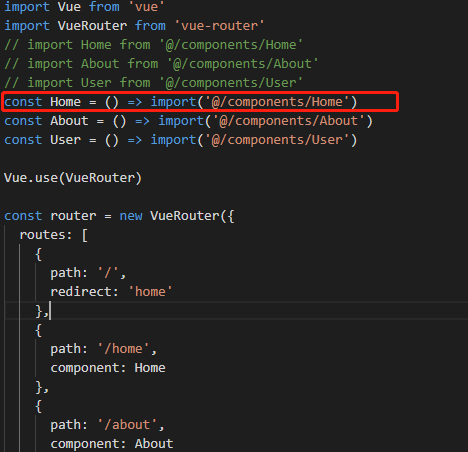 import Vue from 'vue'
import VueRouter from 'vue-router'
// import Home from '@/components/Home'
// import About from '@/components/About'
// import User from '@/components/User'
const Home = () => import('@/components/Home')
const About = () => import('@/components/About')
const User = () => import('@/components/User')
Vue.use(VueRouter)
const router = new VueRouter({
routes: [
{
path: '/',
redirect: 'home'
},
{
path: '/home',
component: Home
},
{
path: '/about',
component: About